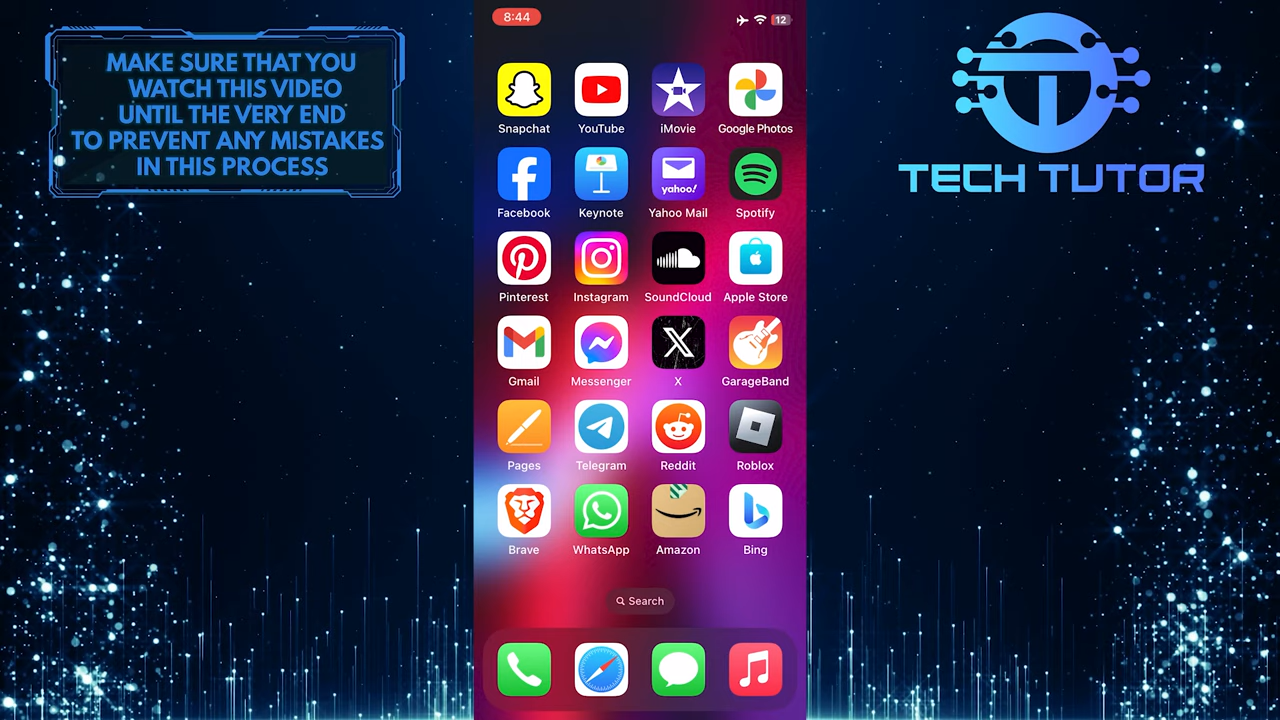 MAKE SURE THAT YOU
WATCH THIS VIDEO
UNTIL THE VERY END
TO PREVENT ANY MISTAKES
IN THIS PROCESS
8:44
12
Snapchat YouTube iMovie Google Photos
yahoo!
Facebook Keynote Yahoo Mail Spotify
Pinterest Instagram SoundCloud Apple Store
Gmail Messenger X GarageBand
Pages Telegram Reddit Roblox
Brave WhatsApp Amazon Bing
Search
TECH TUTOR